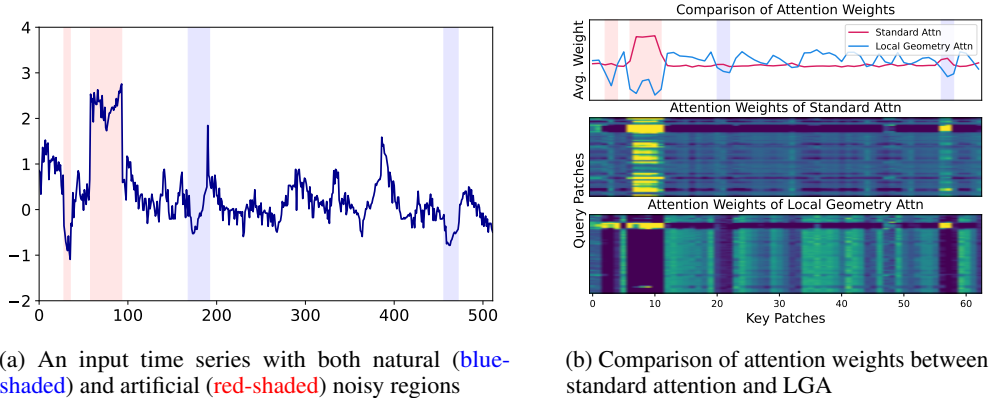 4
3
2
1
0
−1
−2
0 100 200 300 400 500
(a) An input time series with both natural (blue-
shaded) and artificial (red-shaded) noisy regions
Comparison of Attention Weights
Avg. Weight
Standard Attn
Local Geometry Attn
Attention Weights of Standard Attn
Query Patches
Attention Weights of Local Geometry Attn
0 10 20 30 40 50 60
Key Patches
(b) Comparison of attention weights between
standard attention and LGA